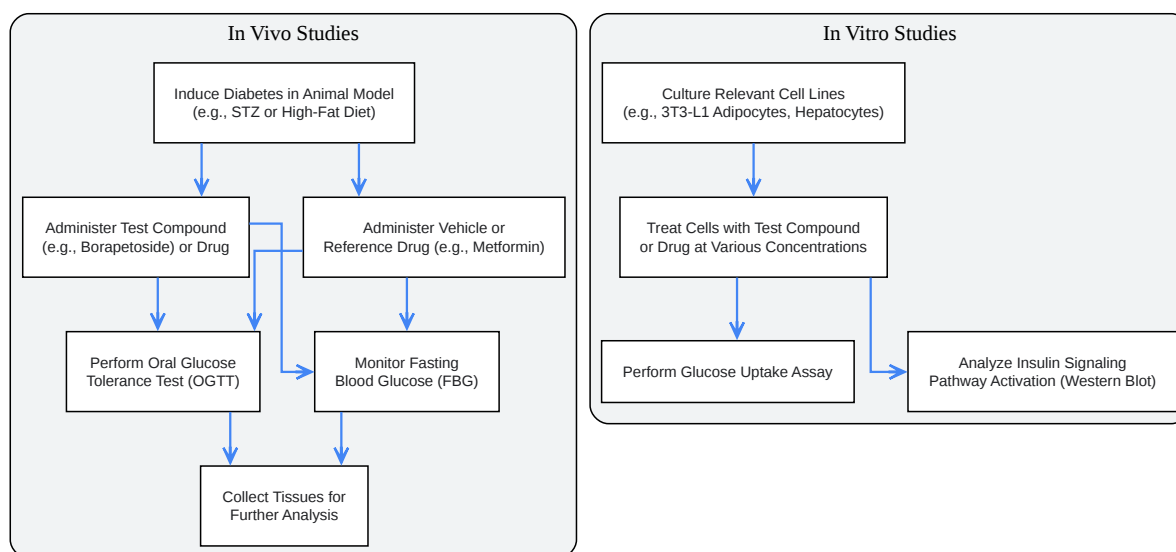 In Vivo Studies
Induce Diabetes in Animal Model
(e.g., STZ or High-Fat Diet)
Administer Test Compound
(e.g., Borapetoside) or Drug
Administer Vehicle or
Reference Drug (e.g., Metformin)
Perform Oral Glucose
Tolerance Test (OGTT)
Monitor Fasting
Blood Glucose (FBG)
Collect Tissues for
Further Analysis
In Vitro Studies
Culture Relevant Cell Lines
(e.g., 3T3-L1 Adipocytes, Hepatocytes)
Treat Cells with Test Compound
or Drug at Various Concentrations
Perform Glucose Uptake Assay
Analyze Insulin Signaling
Pathway Activation (Western Blot)